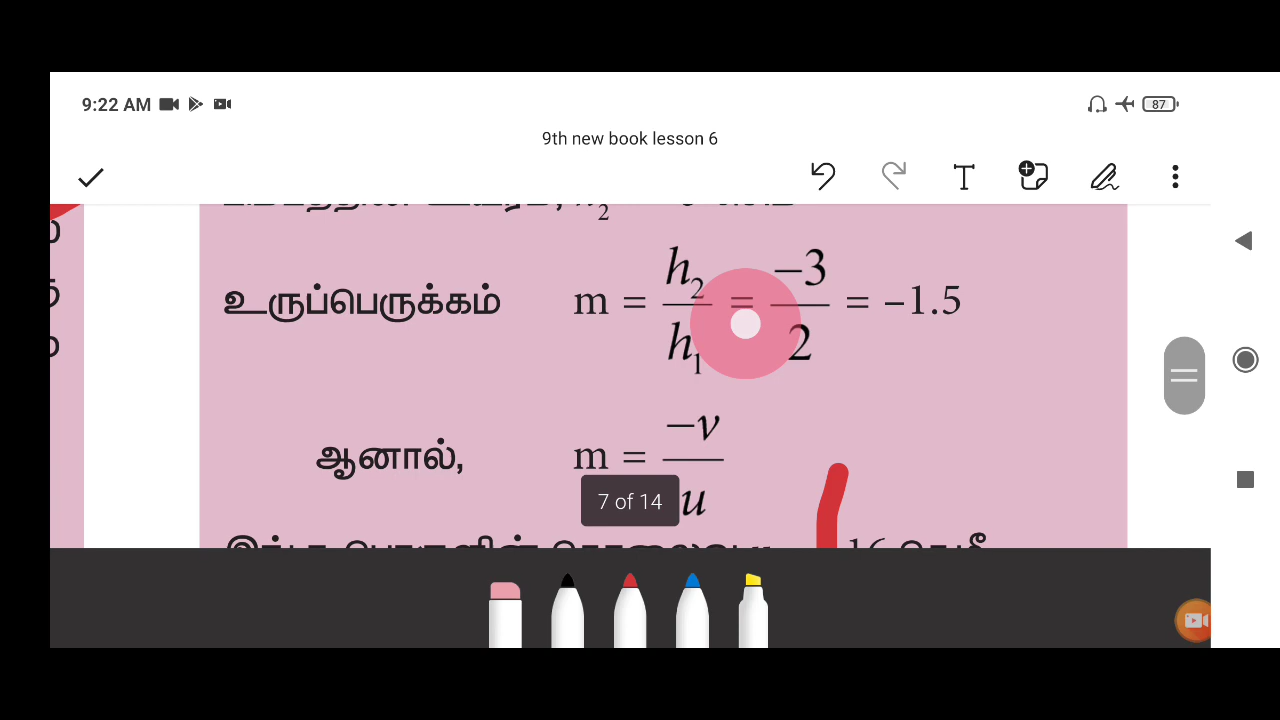 9:22 AM
87
9th new book lesson 6
2
உருப்பெருக்கம் m = h₂/h₁ = −3/2 = −1.5
ஆனால், m = −v/u
7 of 14